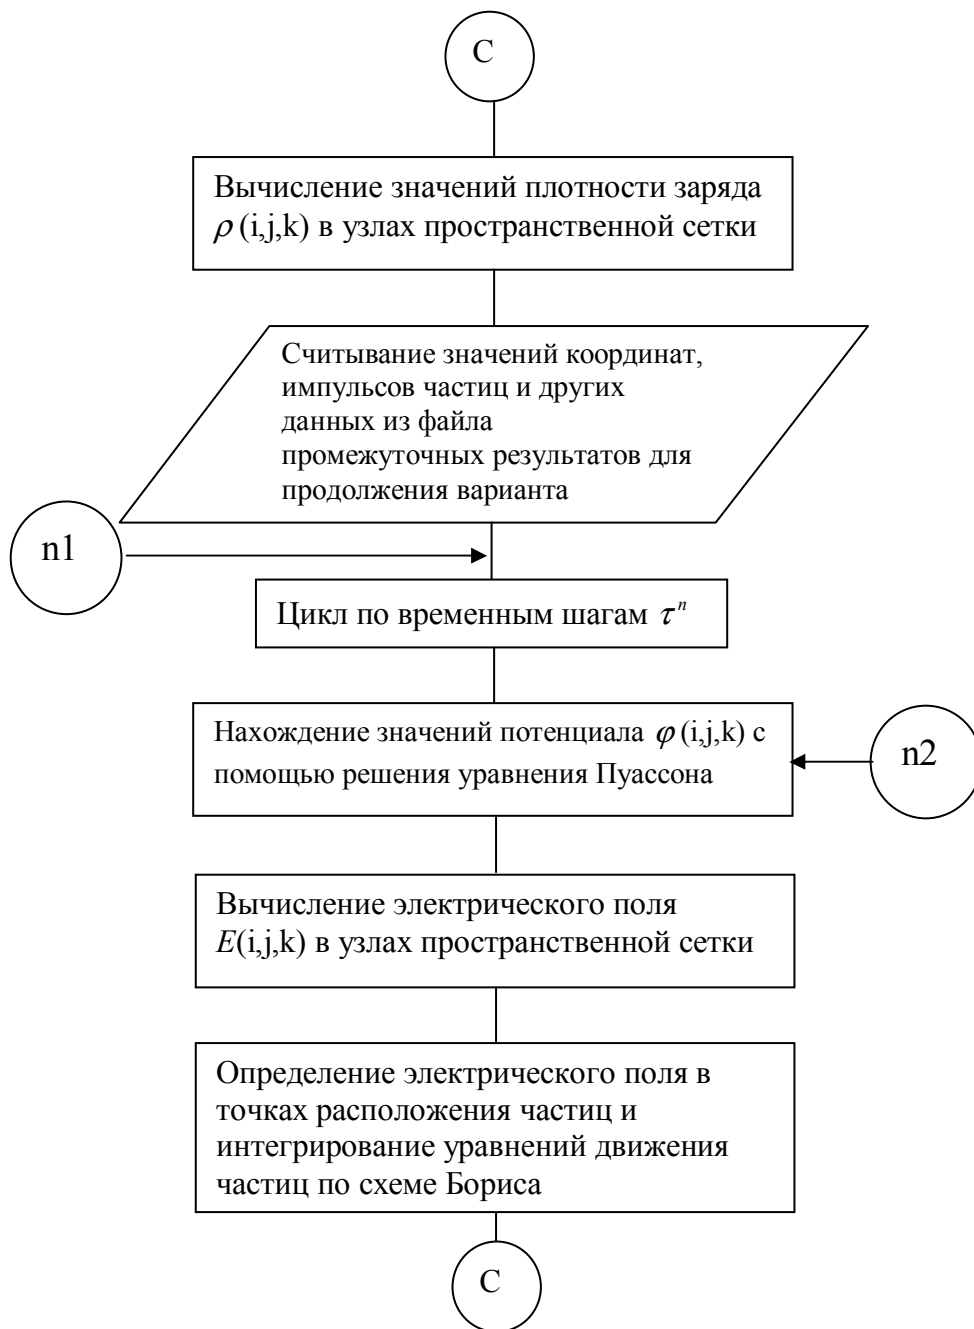 С
Вычисление значений плотности заряда
ρ (i,j,k) в узлах пространственной сетки
Считывание значений координат,
импульсов частиц и других
данных из файла
промежуточных результатов для
продолжения варианта
n1
Цикл по временным шагам τⁿ
Нахождение значений потенциала φ (i,j,k) с
помощью решения уравнения Пуассона
n2
Вычисление электрического поля
E(i,j,k) в узлах пространственной сетки
Определение электрического поля в
точках расположения частиц и
интегрирование уравнений движения
частиц по схеме Бориса
С